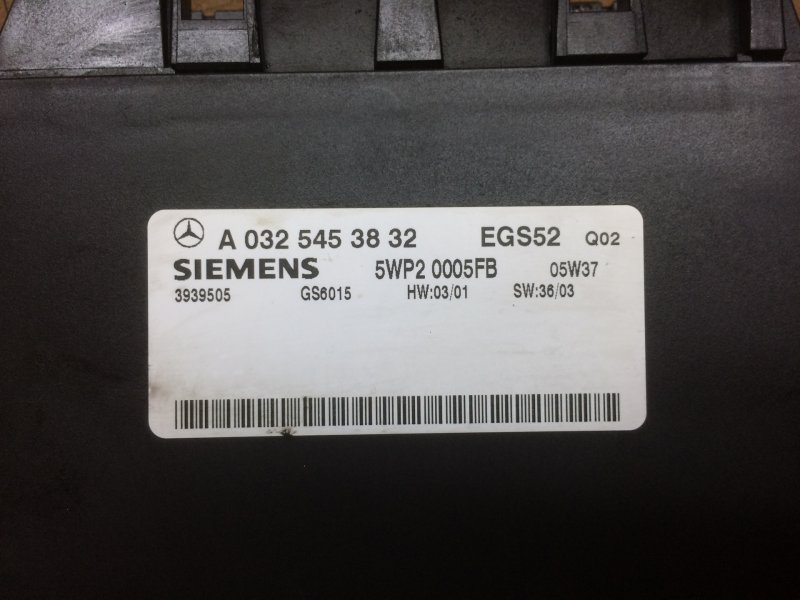 A 032 545 38 32 EGS52 Q02
SIEMENS 5WP2 0005FB 05W37
3939505 GS6015 HW:03/01 SW:36/03